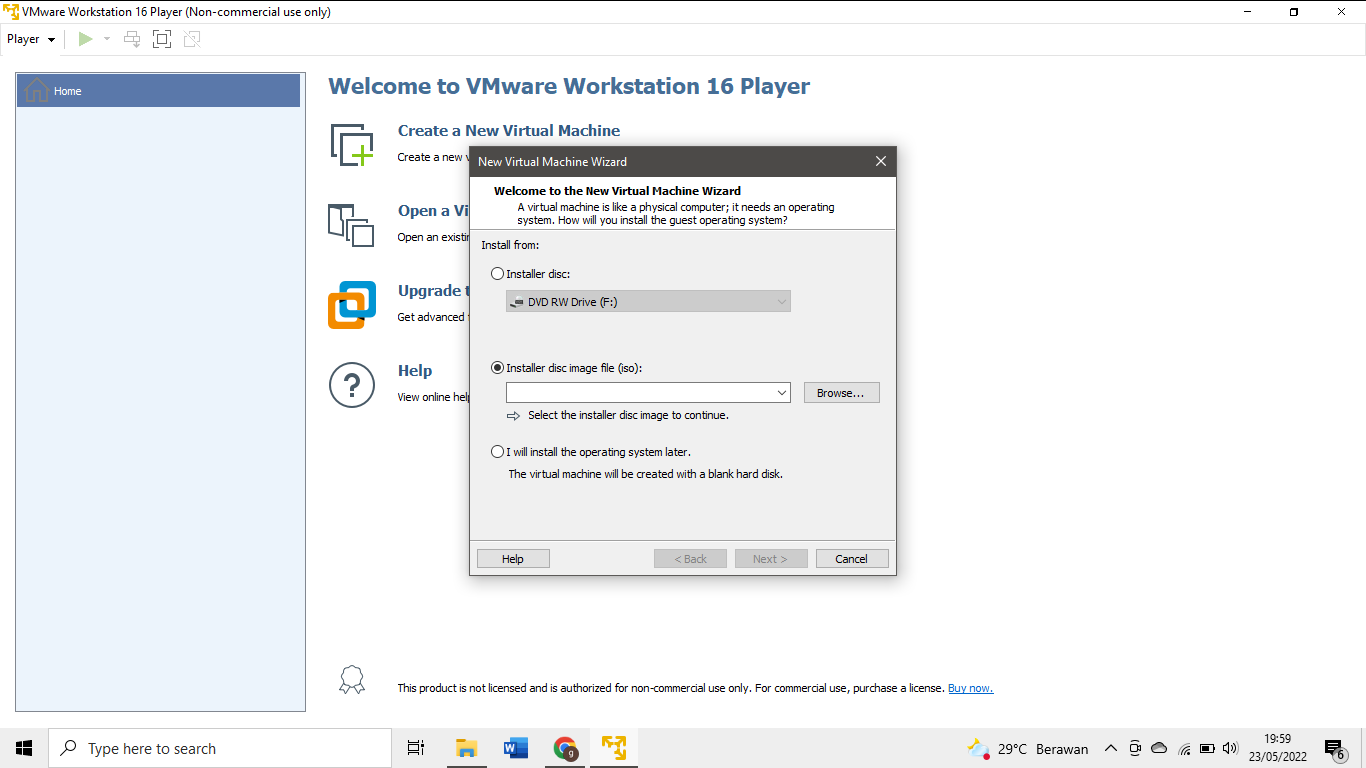 VMware Workstation 16 Player (Non-commercial use only)
Player
Home
Welcome to VMware Workstation 16 Player
Create a New Virtual Machine
Create a new
Open a Vi
Open an existin
Upgrade t
Get advanced
Help
View online help
New Virtual Machine Wizard
Welcome to the New Virtual Machine Wizard
A virtual machine is like a physical computer; it needs an operating
system. How will you install the guest operating system?
Install from:
Installer disc:
DVD RW Drive (F:)
Installer disc image file (iso):
Browse...
Select the installer disc image to continue.
I will install the operating system later.
The virtual machine will be created with a blank hard disk.
Help
< Back
Next >
Cancel
This product is not licensed and is authorized for non-commercial use only. For commercial use, purchase a license. Buy now.
Type here to search
g
29°C Berawan
19:59
23/05/2022
6